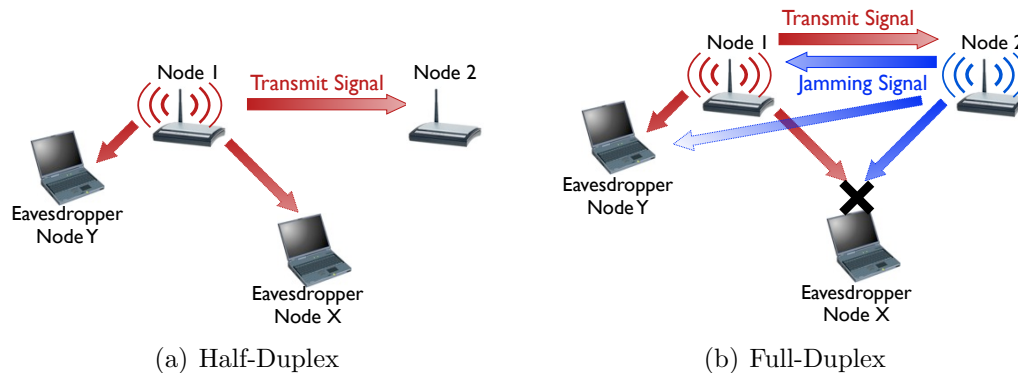 Node 1
Transmit Signal
Node 2
Eavesdropper
Node Y
Eavesdropper
Node X
(a) Half-Duplex
Transmit Signal
Node 1
Node 2
Jamming Signal
Eavesdropper
Node Y
Eavesdropper
Node X
(b) Full-Duplex